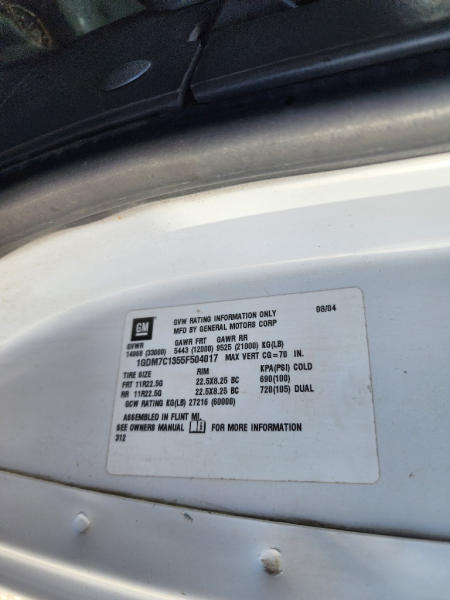 GM
GVW RATING INFORMATION ONLY 08/04
MFD BY GENERAL MOTORS CORP
GVWR GAWR FRT GAWR RR
14968 (33000) 5443 (12000) 9525 (21000) KG(LB)
1GDM7C1355F504017 MAX VERT CG=70 IN.
TIRE SIZE RIM KPA(PSI) COLD
FRT 11R22.5G 22.5X8.25 BC 690(100)
RR 11R22.5G 22.5X8.25 BC 720(105) DUAL
GCW RATING KG(LB) 27216 (60000)
ASSEMBLED IN FLINT MI.
SEE OWNERS MANUAL FOR MORE INFORMATION
312